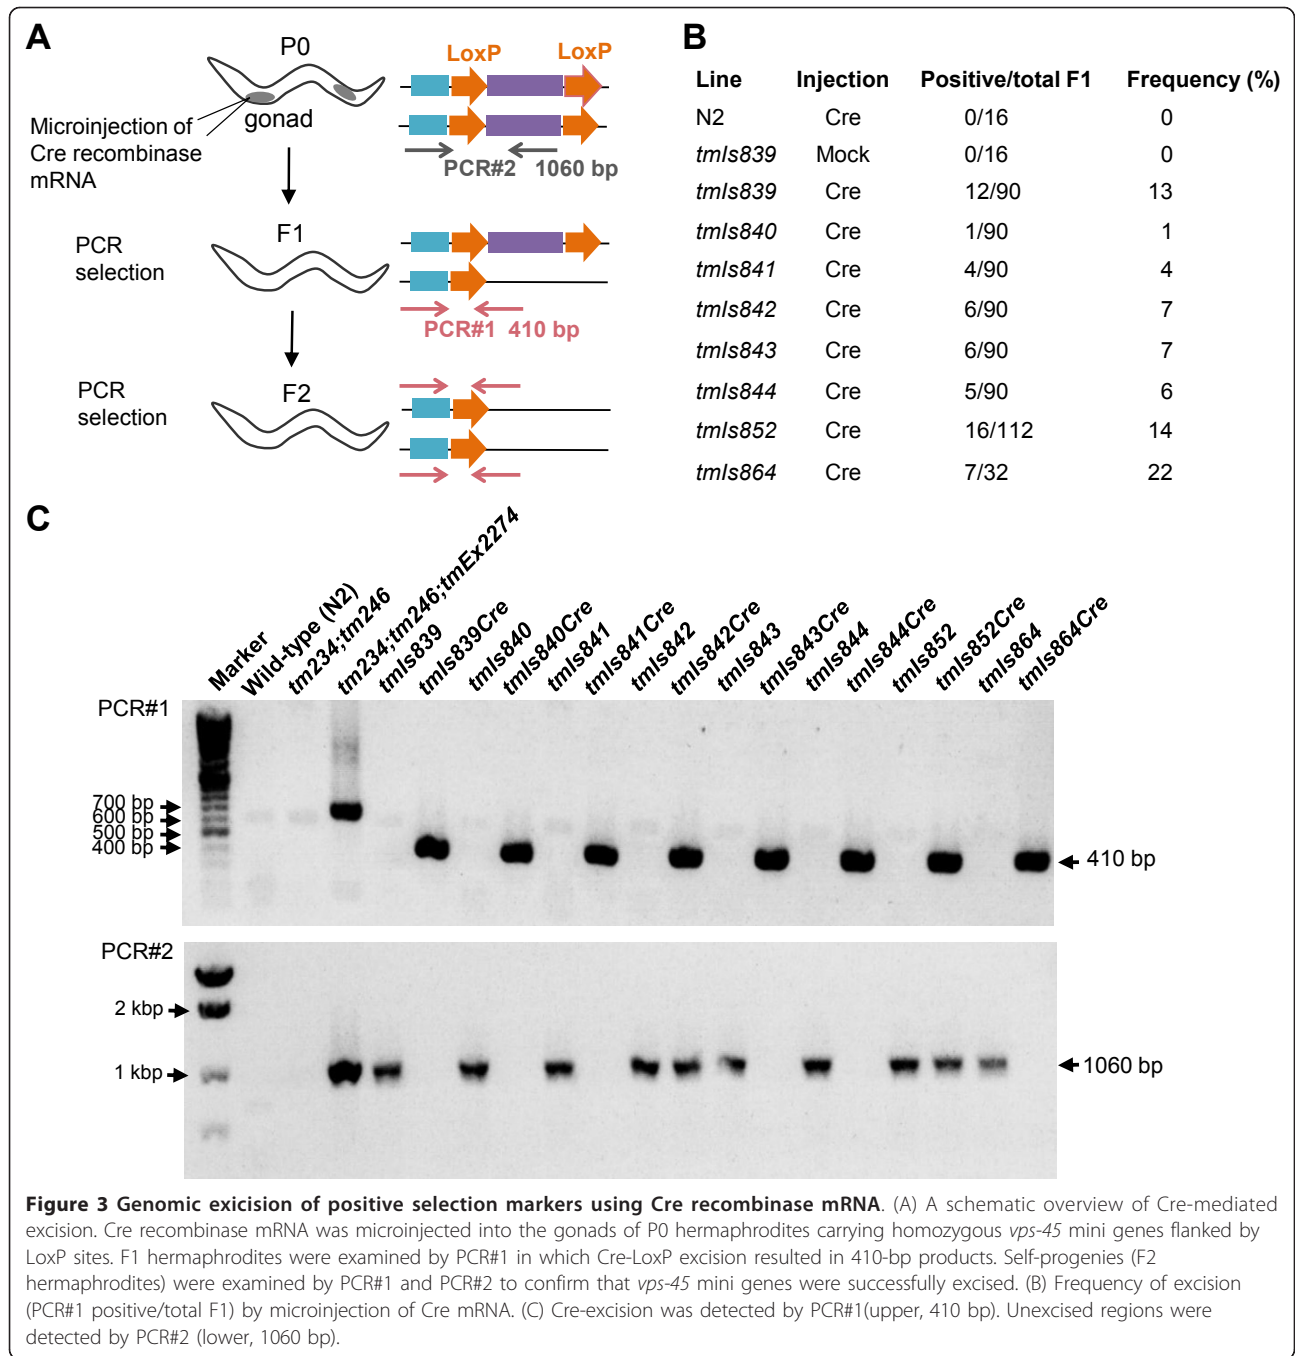 A
P0
LoxP
LoxP
gonad
Microinjection of
Cre recombinase
mRNA
PCR#2 1060 bp
PCR
selection
F1
PCR#1 410 bp
PCR
selection
F2
B
Line Injection Positive/total F1 Frequency (%)
N2 Cre 0/16 0
tmIs839 Mock 0/16 0
tmIs839 Cre 12/90 13
tmIs840 Cre 1/90 1
tmIs841 Cre 4/90 4
tmIs842 Cre 6/90 7
tmIs843 Cre 6/90 7
tmIs844 Cre 5/90 6
tmIs852 Cre 16/112 14
tmIs864 Cre 7/32 22
C
Marker
Wild-type (N2)
tm234;tm246
tm234;tm246;tmEx2274
tmIs839
tmIs839Cre
tmIs840
tmIs840Cre
tmIs841
tmIs841Cre
tmIs842
tmIs842Cre
tmIs843
tmIs843Cre
tmIs844
tmIs844Cre
tmIs852
tmIs852Cre
tmIs864
tmIs864Cre
PCR#1
700 bp
600 bp
500 bp
400 bp
410 bp
PCR#2
2 kbp
1 kbp
1060 bp
Figure 3 Genomic exicision of positive selection markers using Cre recombinase mRNA. (A) A schematic overview of Cre-mediated
excision. Cre recombinase mRNA was microinjected into the gonads of P0 hermaphrodites carrying homozygous vps-45 mini genes flanked by
LoxP sites. F1 hermaphrodites were examined by PCR#1 in which Cre-LoxP excision resulted in 410-bp products. Self-progenies (F2
hermaphrodites) were examined by PCR#1 and PCR#2 to confirm that vps-45 mini genes were successfully excised. (B) Frequency of excision
(PCR#1 positive/total F1) by microinjection of Cre mRNA. (C) Cre-excision was detected by PCR#1(upper, 410 bp). Unexcised regions were
detected by PCR#2 (lower, 1060 bp).